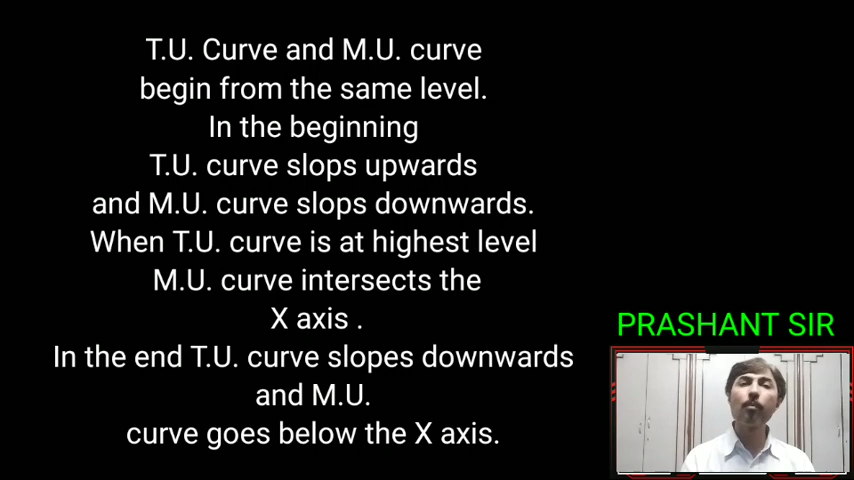 T.U. Curve and M.U. curve
begin from the same level.
In the beginning
T.U. curve slops upwards
and M.U. curve slops downwards.
When T.U. curve is at highest level
M.U. curve intersects the
X axis .
In the end T.U. curve slopes downwards
and M.U.
curve goes below the X axis.
PRASHANT SIR